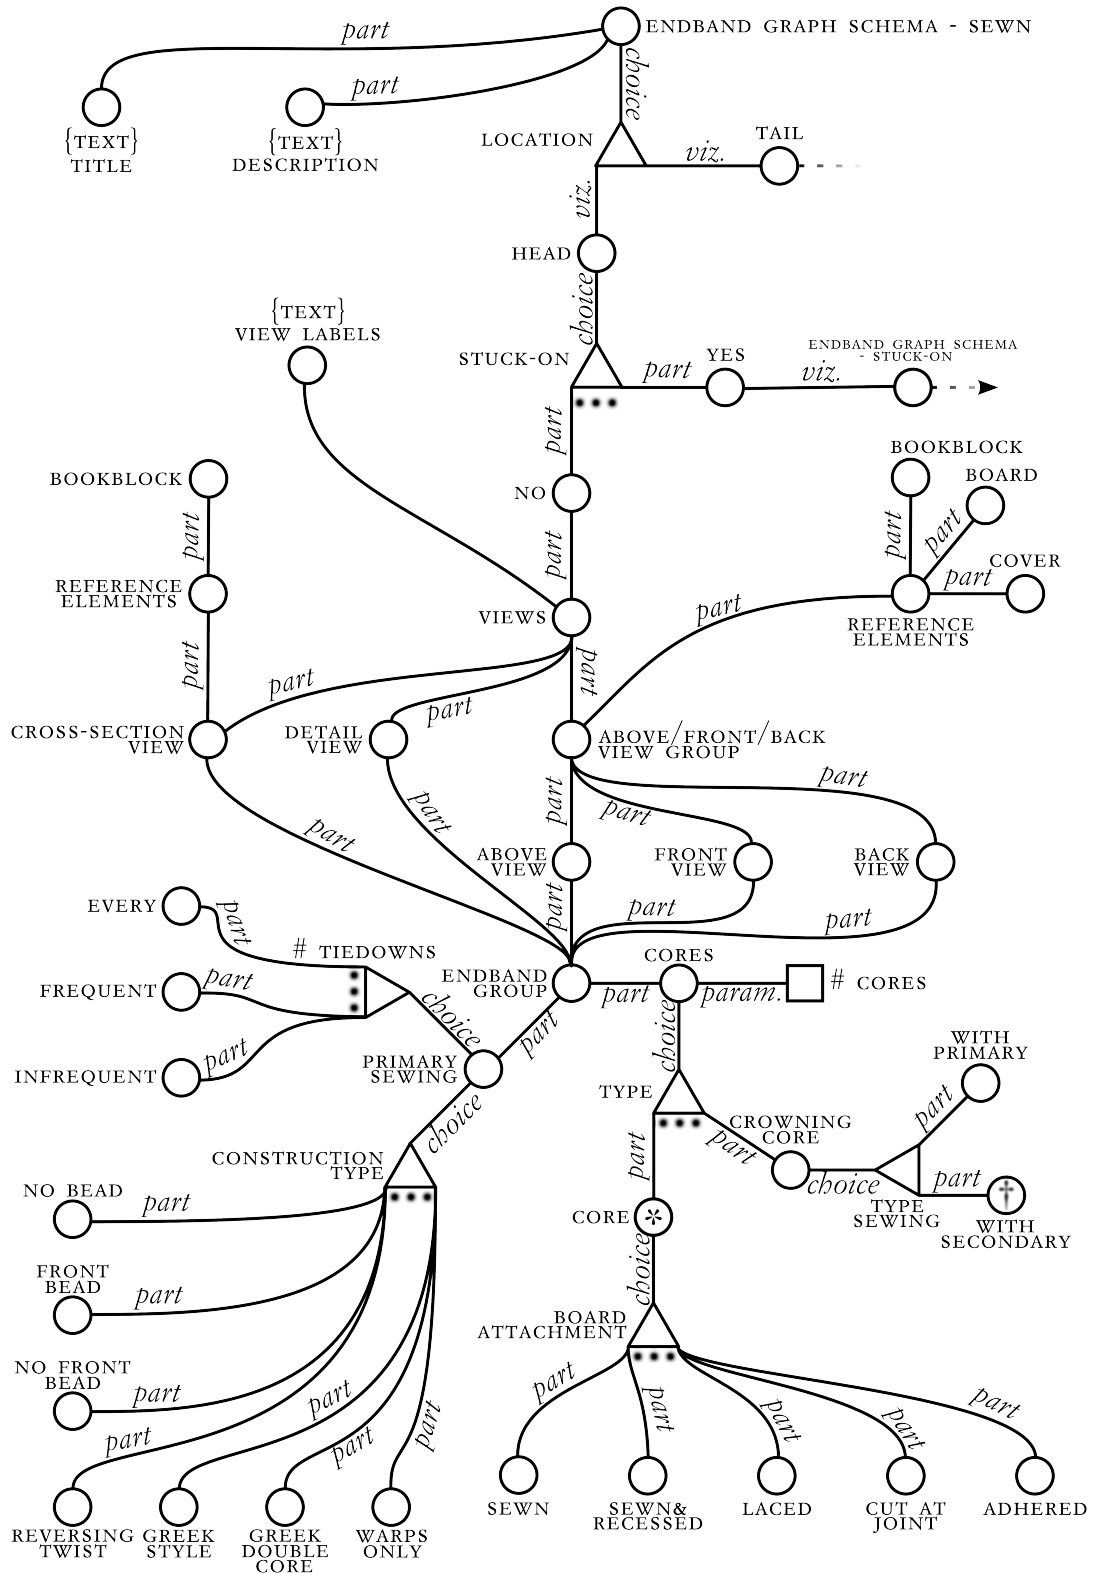 part
ENDBAND GRAPH SCHEMA - SEWN
part
choice
{TEXT}
TITLE
{TEXT}
DESCRIPTION
LOCATION
viz.
TAIL
viz.
HEAD
choice
{TEXT}
VIEW LABELS
STUCK-ON
part
YES
viz.
ENDBAND GRAPH SCHEMA
- STUCK-ON
part
NO
part
BOOKBLOCK
part
REFERENCE
ELEMENTS
part
BOOKBLOCK
BOARD
COVER
part
part
part
REFERENCE
ELEMENTS
part
VIEWS
part
part
part
CROSS-SECTION
VIEW
DETAIL
VIEW
ABOVE/FRONT/BACK
VIEW GROUP
part
part
part
part
part
ABOVE
VIEW
FRONT
VIEW
BACK
VIEW
part
part
part
EVERY
part
# TIEDOWNS
FREQUENT
part
INFREQUENT
part
choice
ENDBAND
GROUP
part
CORES
param.
# CORES
part
PRIMARY
SEWING
choice
choice
TYPE
WITH
PRIMARY
part
CROWNING
CORE
part
choice
TYPE
SEWING
part
†
WITH
SECONDARY
CONSTRUCTION
TYPE
part
CORE
*
choice
NO BEAD
part
FRONT
BEAD
part
NO FRONT
BEAD
part
part
part
part
part
REVERSING
TWIST
GREEK
STYLE
GREEK
DOUBLE
CORE
WARPS
ONLY
BOARD
ATTACHMENT
part
part
part
part
part
SEWN
SEWN&
RECESSED
LACED
CUT AT
JOINT
ADHERED